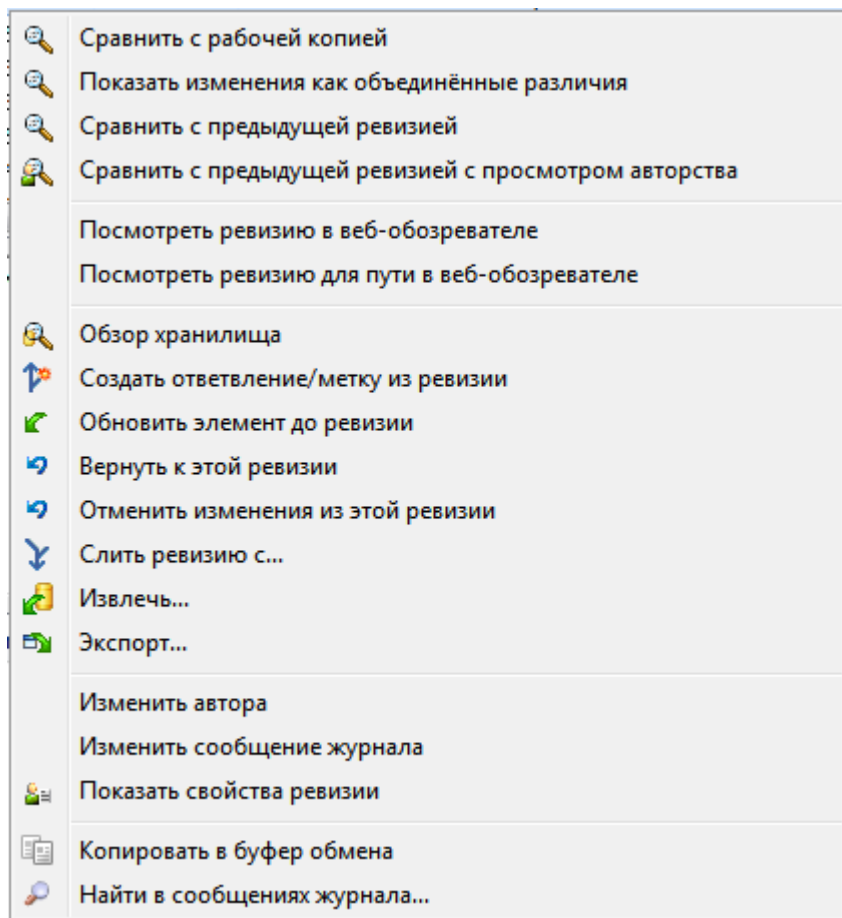 Сравнить с рабочей копией
Показать изменения как объединённые различия
Сравнить с предыдущей ревизией
Сравнить с предыдущей ревизией с просмотром авторства
Посмотреть ревизию в веб-обозревателе
Посмотреть ревизию для пути в веб-обозревателе
Обзор хранилища
Создать ответвление/метку из ревизии
Обновить элемент до ревизии
Вернуть к этой ревизии
Отменить изменения из этой ревизии
Слить ревизию с...
Извлечь...
Экспорт...
Изменить автора
Изменить сообщение журнала
Показать свойства ревизии
Копировать в буфер обмена
Найти в сообщениях журнала...